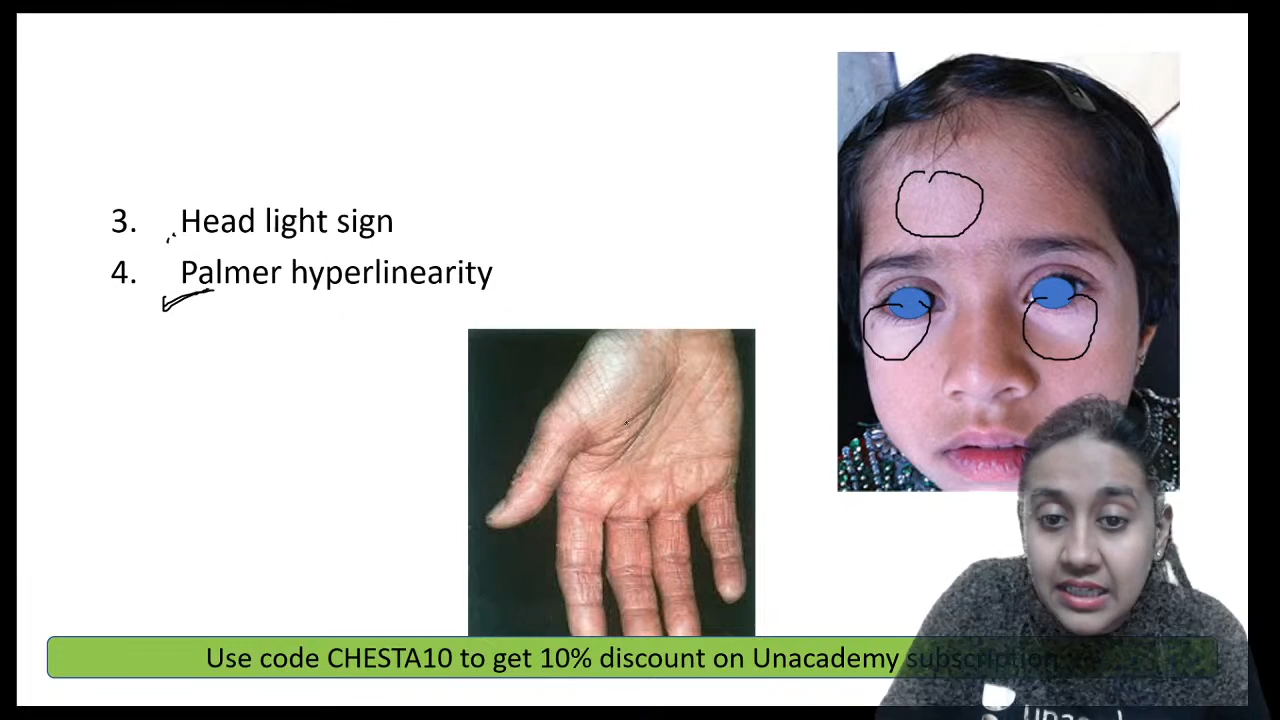 3. Head light sign
4. Palmer hyperlinearity
Use code CHESTA10 to get 10% discount on Unacademy subscription